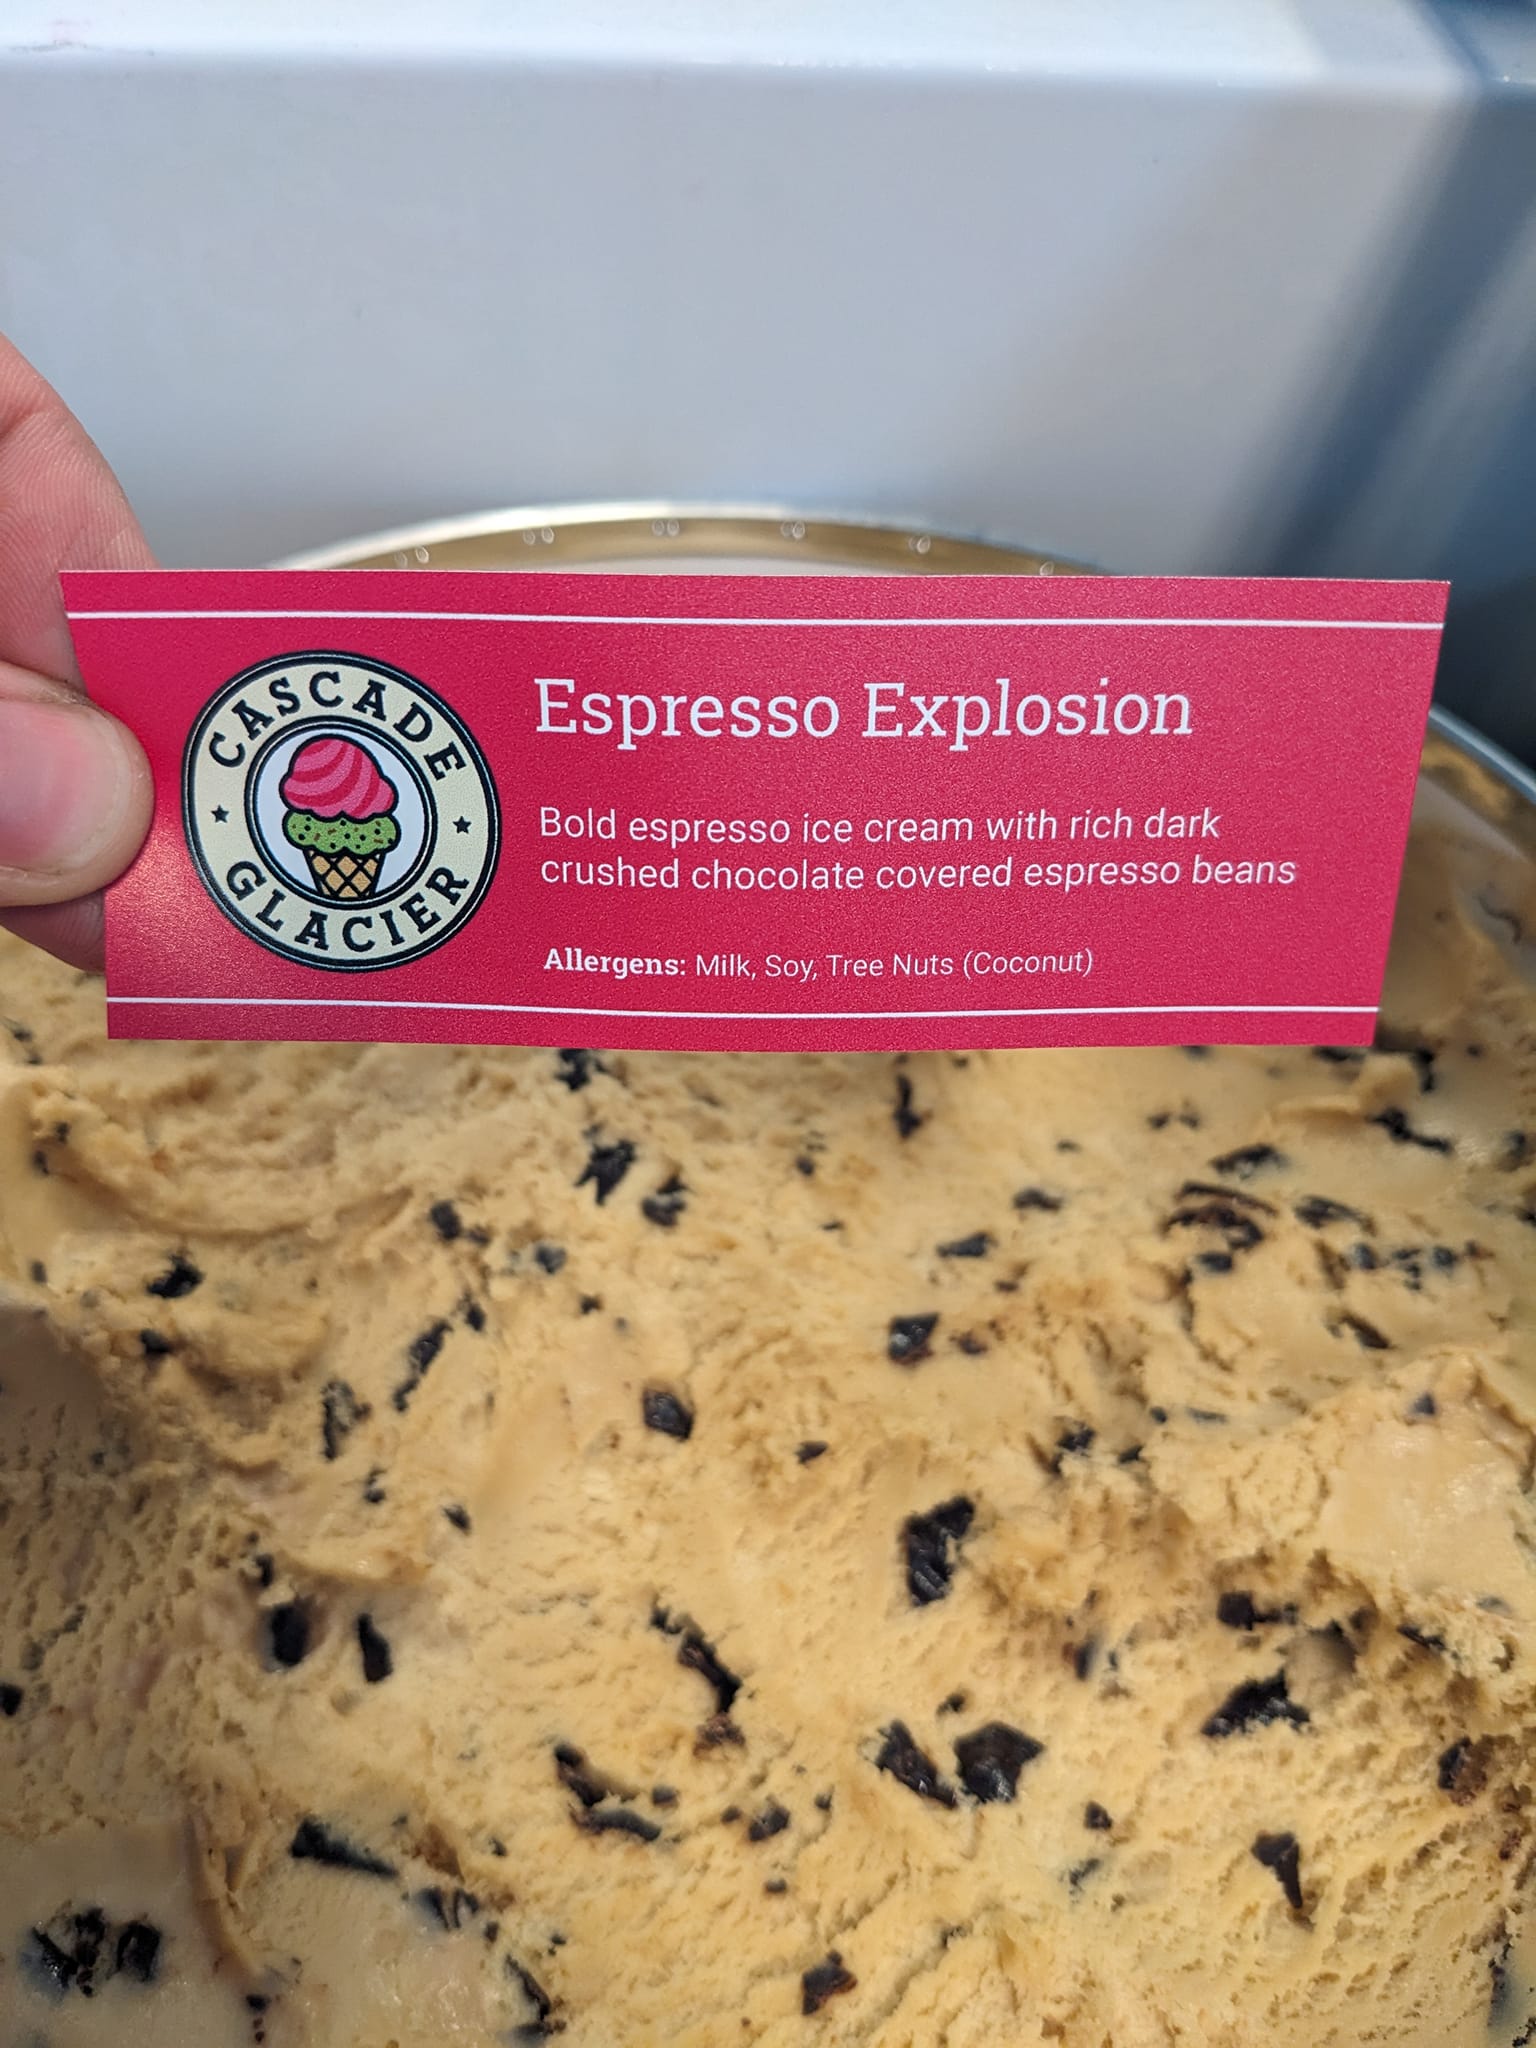 CASCADE
GLACIER
Espresso Explosion
Bold espresso ice cream with rich dark
crushed chocolate covered espresso beans
Allergens: Milk, Soy, Tree Nuts (Coconut)